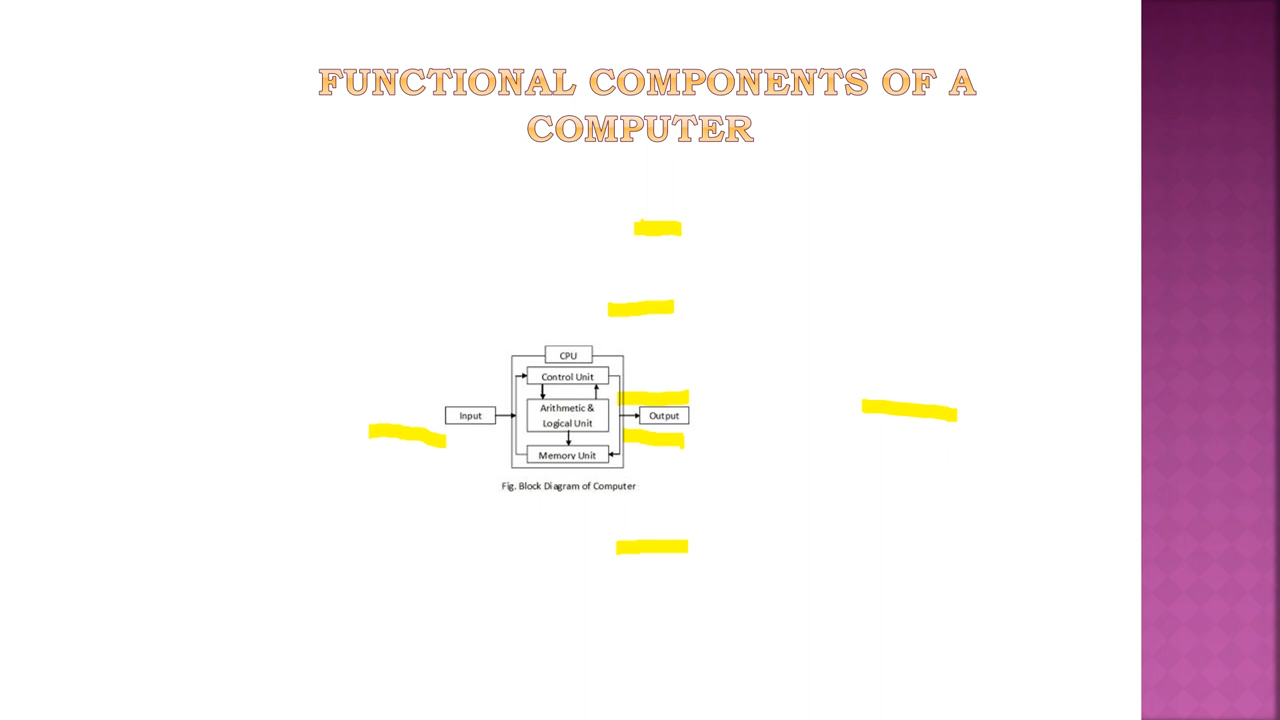 FUNCTIONAL COMPONENTS OF A
COMPUTER
CPU
Control Unit
Input
Arithmetic &
Logical Unit
Output
Memory Unit
Fig. Block Diagram of Computer